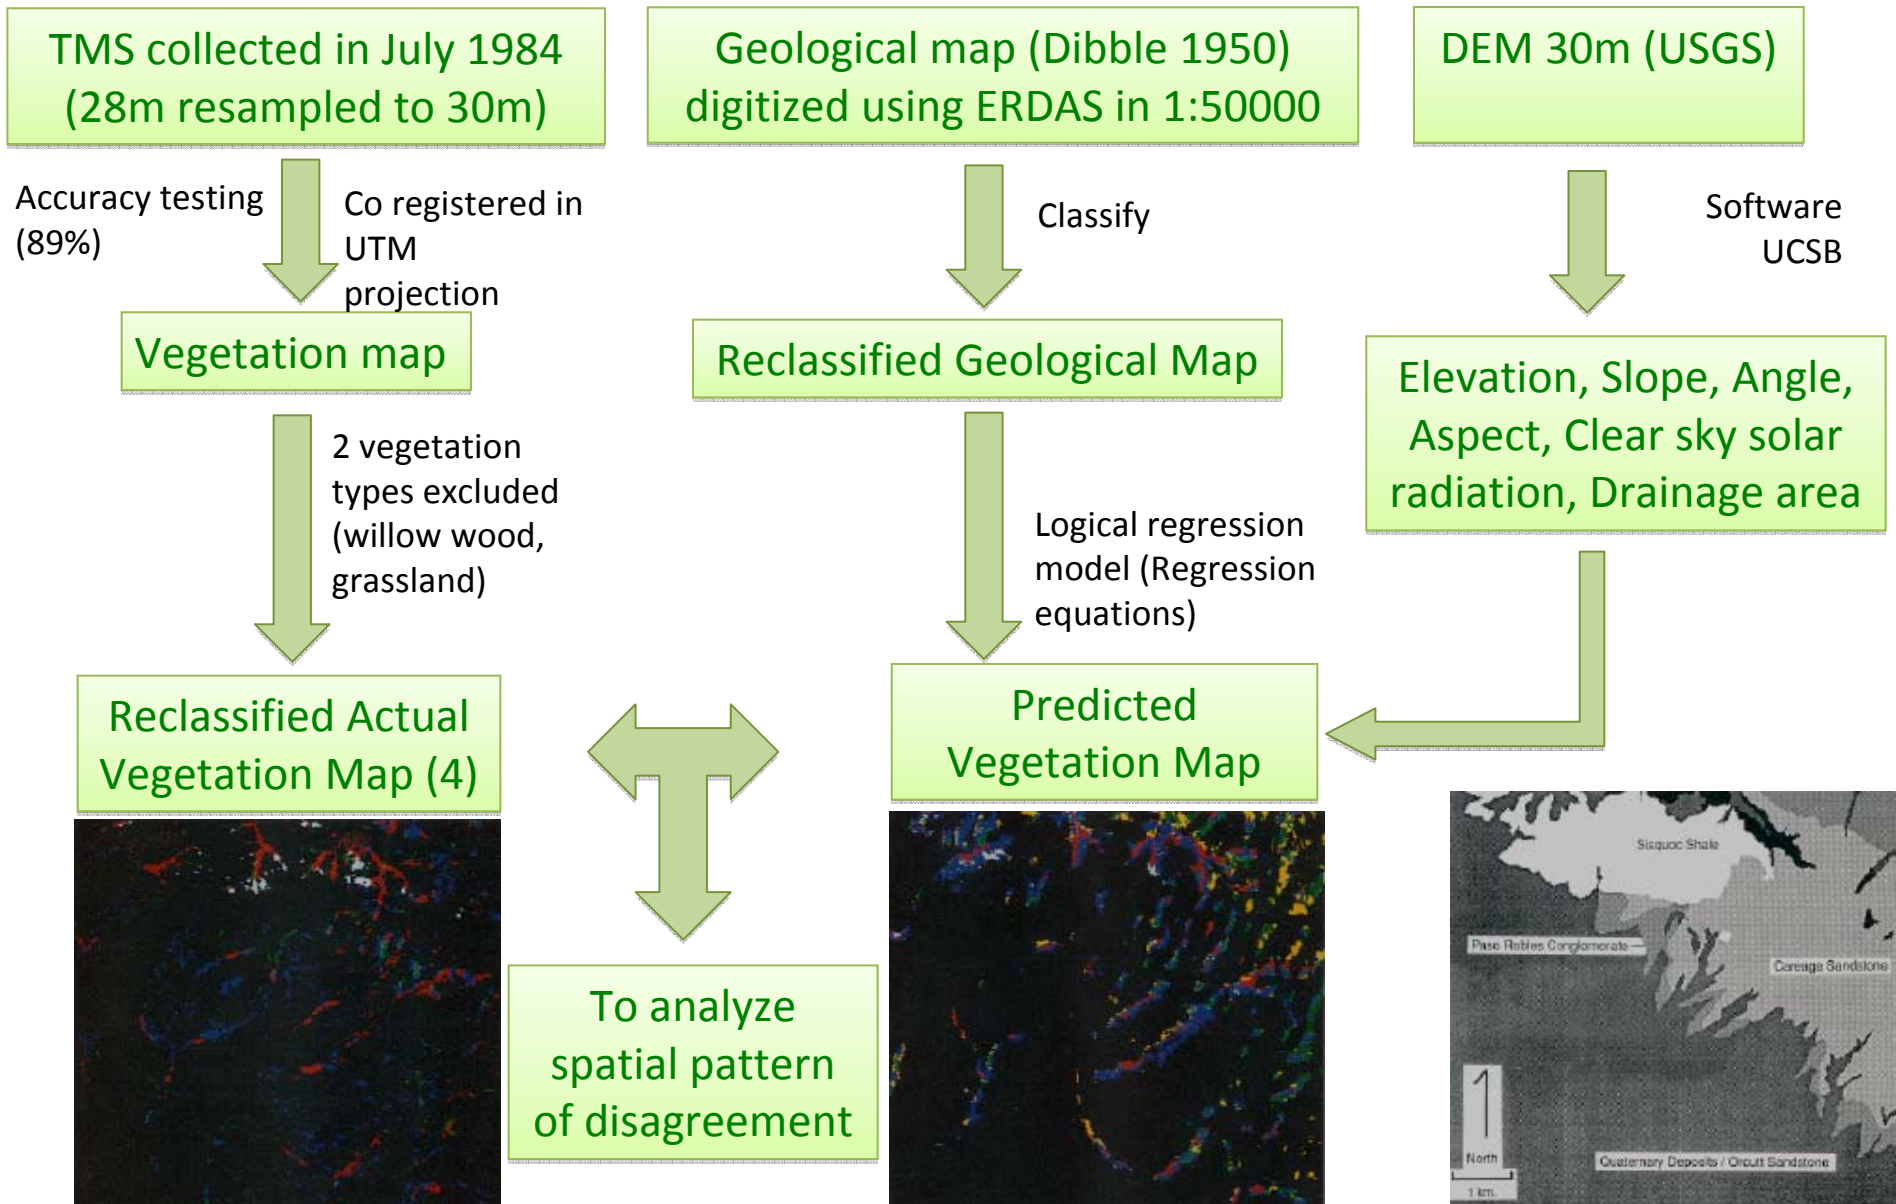 TMS collected in July 1984
(28m resampled to 30m)
Geological map (Dibble 1950)
digitized using ERDAS in 1:50000
DEM 30m (USGS)
Accuracy testing
(89%)
Co registered in
UTM
projection
Classify
Software
UCSB
Vegetation map
Reclassified Geological Map
Elevation, Slope, Angle,
Aspect, Clear sky solar
radiation, Drainage area
2 vegetation
types excluded
(willow wood,
grassland)
Logical regression
model (Regression
equations)
Reclassified Actual
Vegetation Map (4)
Predicted
Vegetation Map
To analyze
spatial pattern
of disagreement
Sisquoc Shale
Paso Robles Conglomerate
Careaga Sandstone
North
1 km.
Quaternary Deposits / Orcutt Sandstone